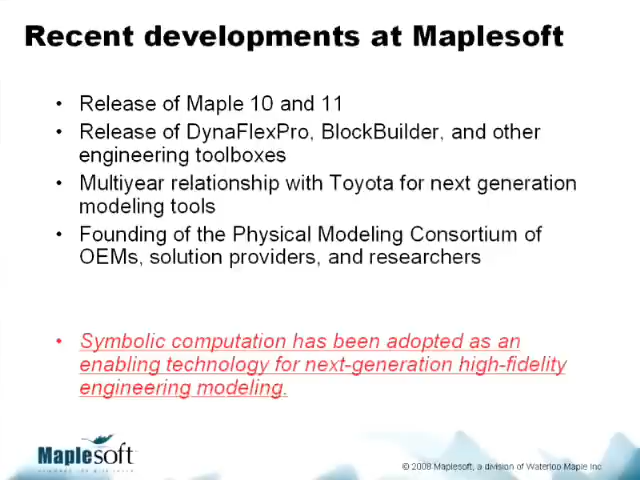 Recent developments at Maplesoft
• Release of Maple 10 and 11
• Release of DynaFlexPro, BlockBuilder, and other
engineering toolboxes
• Multiyear relationship with Toyota for next generation
modeling tools
• Founding of the Physical Modeling Consortium of
OEMs, solution providers, and researchers
• Symbolic computation has been adopted as an
enabling technology for next-generation high-fidelity
engineering modeling.
Maplesoft
© 2008 Maplesoft, a division of Waterloo Maple Inc